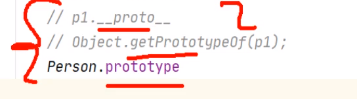 // p1.__proto__
// Object.getPrototypeOf(p1);
Person.prototype